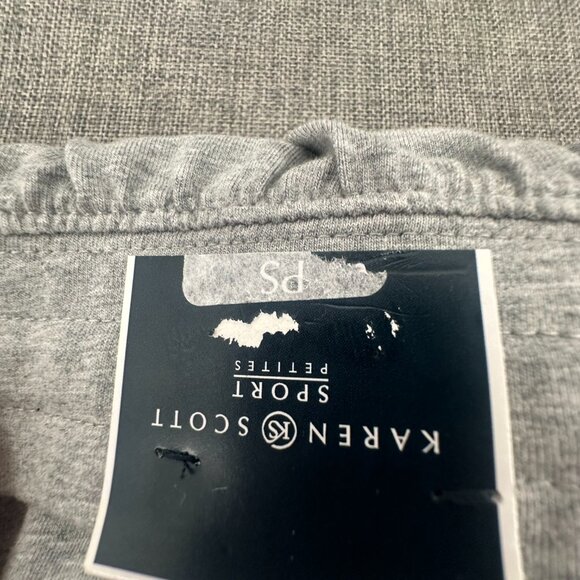 KAREN KS SCOTT
SPORT
PETITES
PS